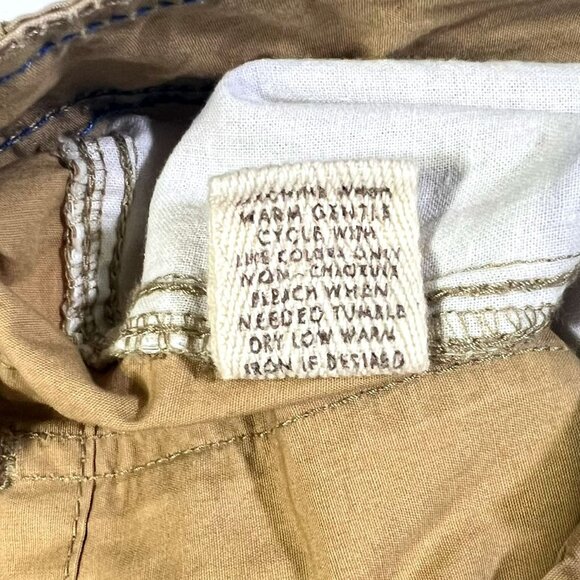 MACHINE WASH
WARM GENTLE
CYCLE WITH
LIKE COLORS ONLY
NON-CHLORINE
BLEACH WHEN
NEEDED TUMBLE
DRY LOW WARM
IRON IF DESIRED